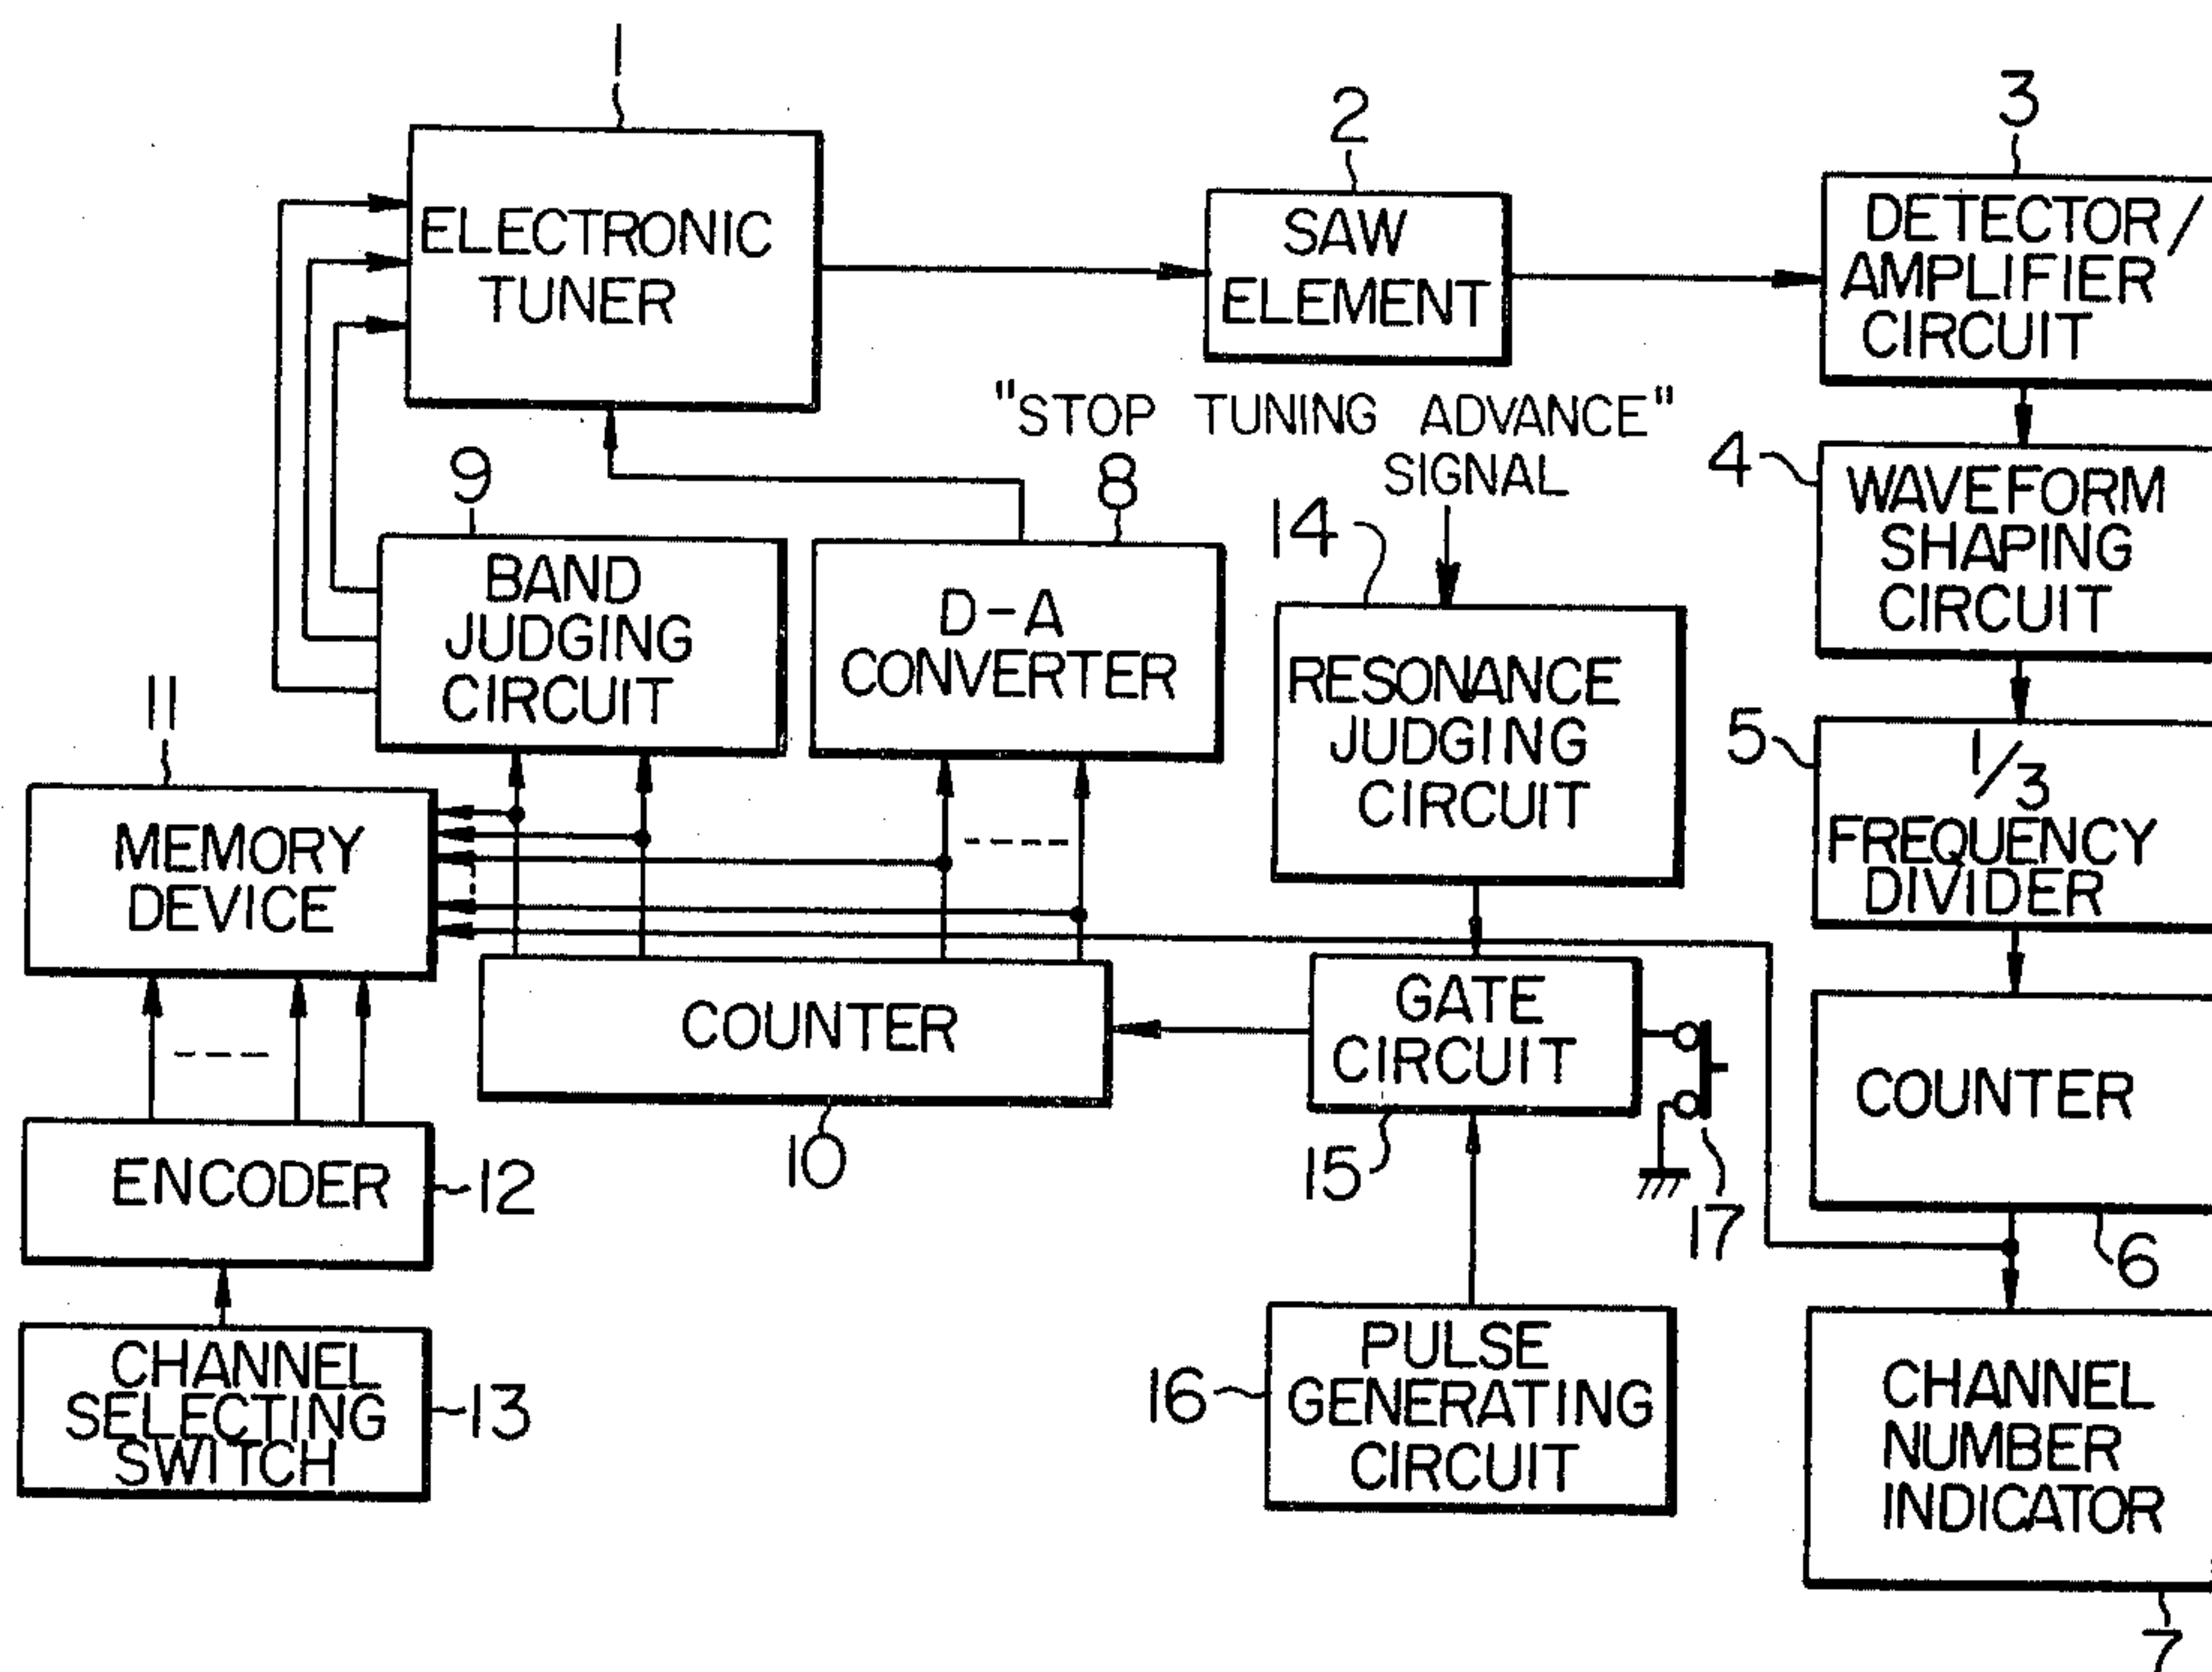 1
ELECTRONIC
TUNER
2
SAW
ELEMENT
3
DETECTOR/
AMPLIFIER
CIRCUIT
"STOP TUNING ADVANCE"
SIGNAL
4
WAVEFORM
SHAPING
CIRCUIT
9
BAND
JUDGING
CIRCUIT
8
D-A
CONVERTER
14
RESONANCE
JUDGING
CIRCUIT
5
1/3
FREQUENCY
DIVIDER
11
MEMORY
DEVICE
COUNTER
10
GATE
CIRCUIT
15
17
COUNTER
6
ENCODER
12
CHANNEL
SELECTING
SWITCH
13
16
PULSE
GENERATING
CIRCUIT
CHANNEL
NUMBER
INDICATOR
7